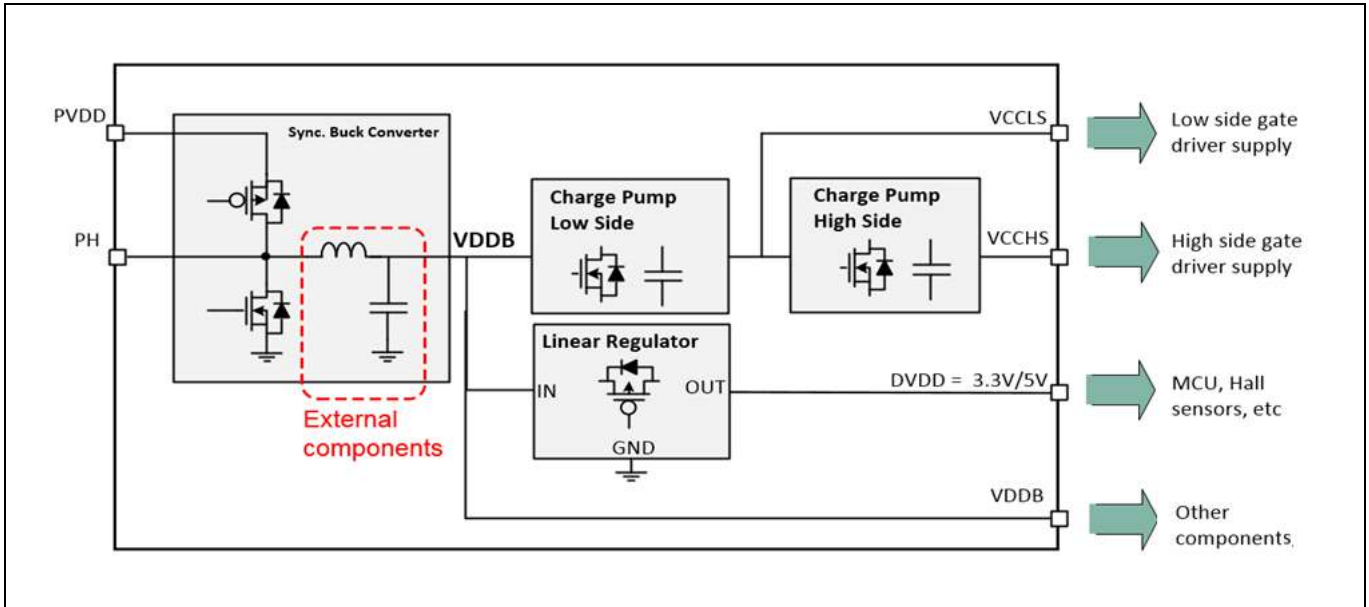 PVDD
Sync. Buck Converter
PH
External
components
VDDB
Charge Pump
Low Side
Charge Pump
High Side
Linear Regulator
IN
OUT
GND
VCCLS
VCCHS
DVDD = 3.3V/5V
VDDB
Low side gate
driver supply
High side gate
driver supply
MCU, Hall
sensors, etc
Other
components